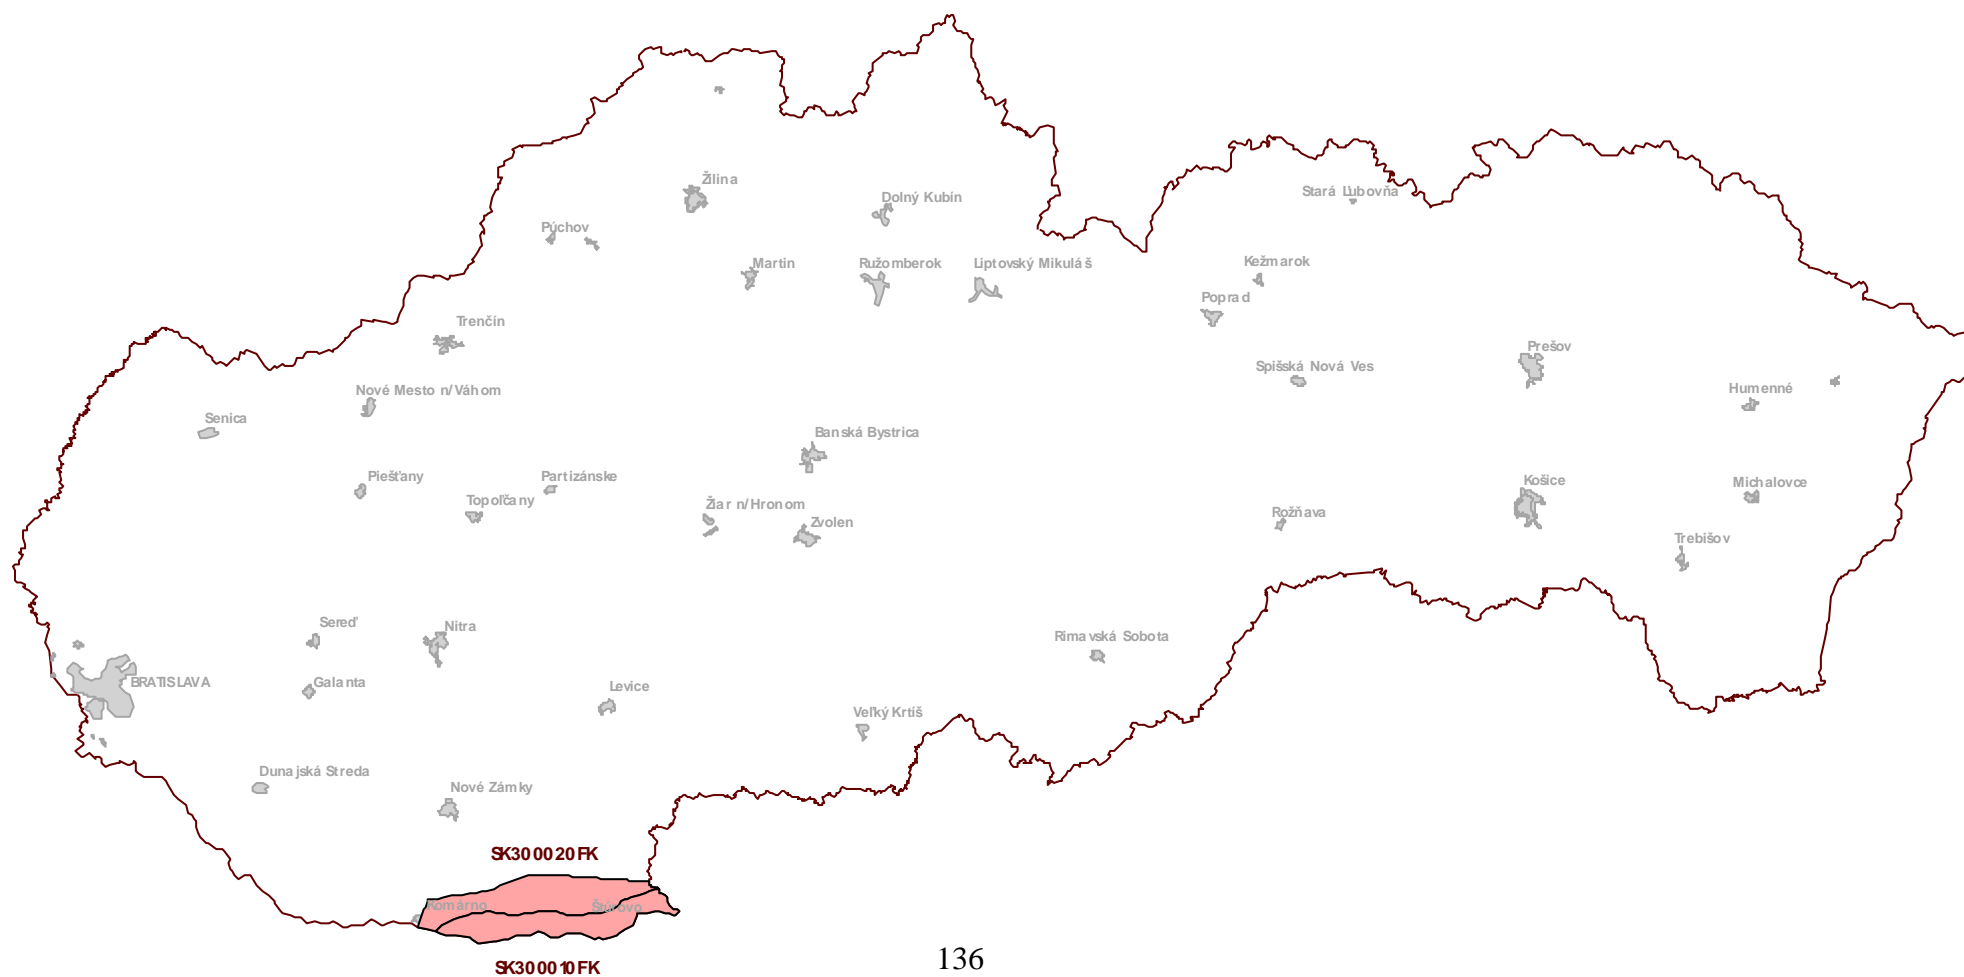 Žilina
Dolný Kubín
Stará Ľubovňa
Púchov
Martin
Ružomberok
Liptovský Mikuláš
Kežmarok
Poprad
Trenčín
Prešov
Spišská Nová Ves
Humenné
Nové Mesto n/Váhom
Senica
Banská Bystrica
Piešťany
Partizánske
Topoľčany
Žiar n/Hronom
Zvolen
Košice
Michalovce
Rožňava
Trebišov
Sereď
Nitra
Rimavská Sobota
BRATISLAVA
Galanta
Levice
Veľký Krtíš
Dunajská Streda
Nové Zámky
SK300020FK
Komárno
Štúrovo
SK300010FK
136